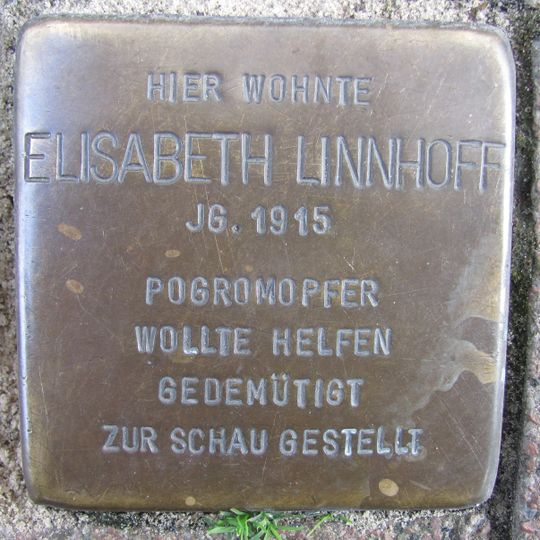 HIER WOHNTE
ELISABETH LINNHOFF
JG. 1915
POGROMOPFER
WOLLTE HELFEN
GEDEMÜTIGT
ZUR SCHAU GESTELLT